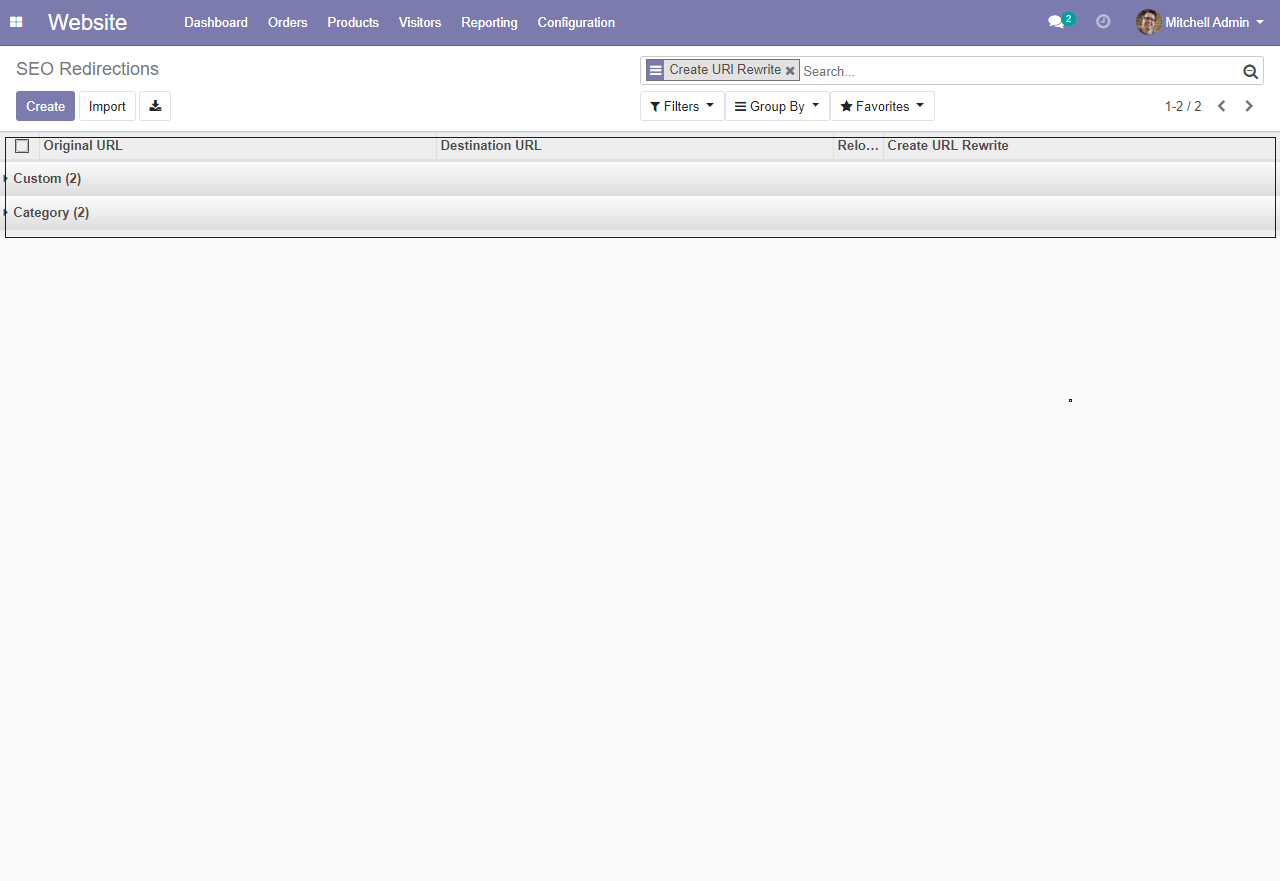 Website Dashboard Orders Products Visitors Reporting Configuration 2 Mitchell Admin
SEO Redirections
Create URl Rewrite Search...
Create Import Filters Group By Favorites 1-2 / 2
Original URL Destination URL Relo... Create URL Rewrite
Custom (2)
Category (2)